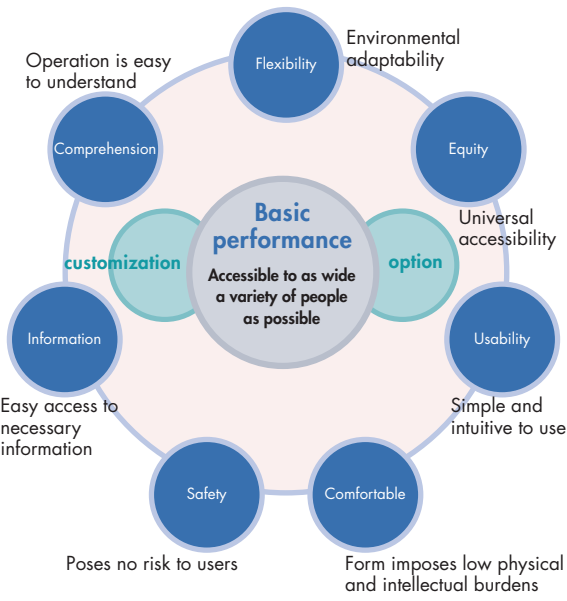 Environmental
adaptability
Flexibility
Operation is easy
to understand
Comprehension
Equity
Universal
accessibility
Basic
performance
Accessible to as wide
a variety of people
as possible
customization
option
Information
Easy access to
necessary
information
Usability
Simple and
intuitive to use
Safety
Poses no risk to users
Comfortable
Form imposes low physical
and intellectual burdens